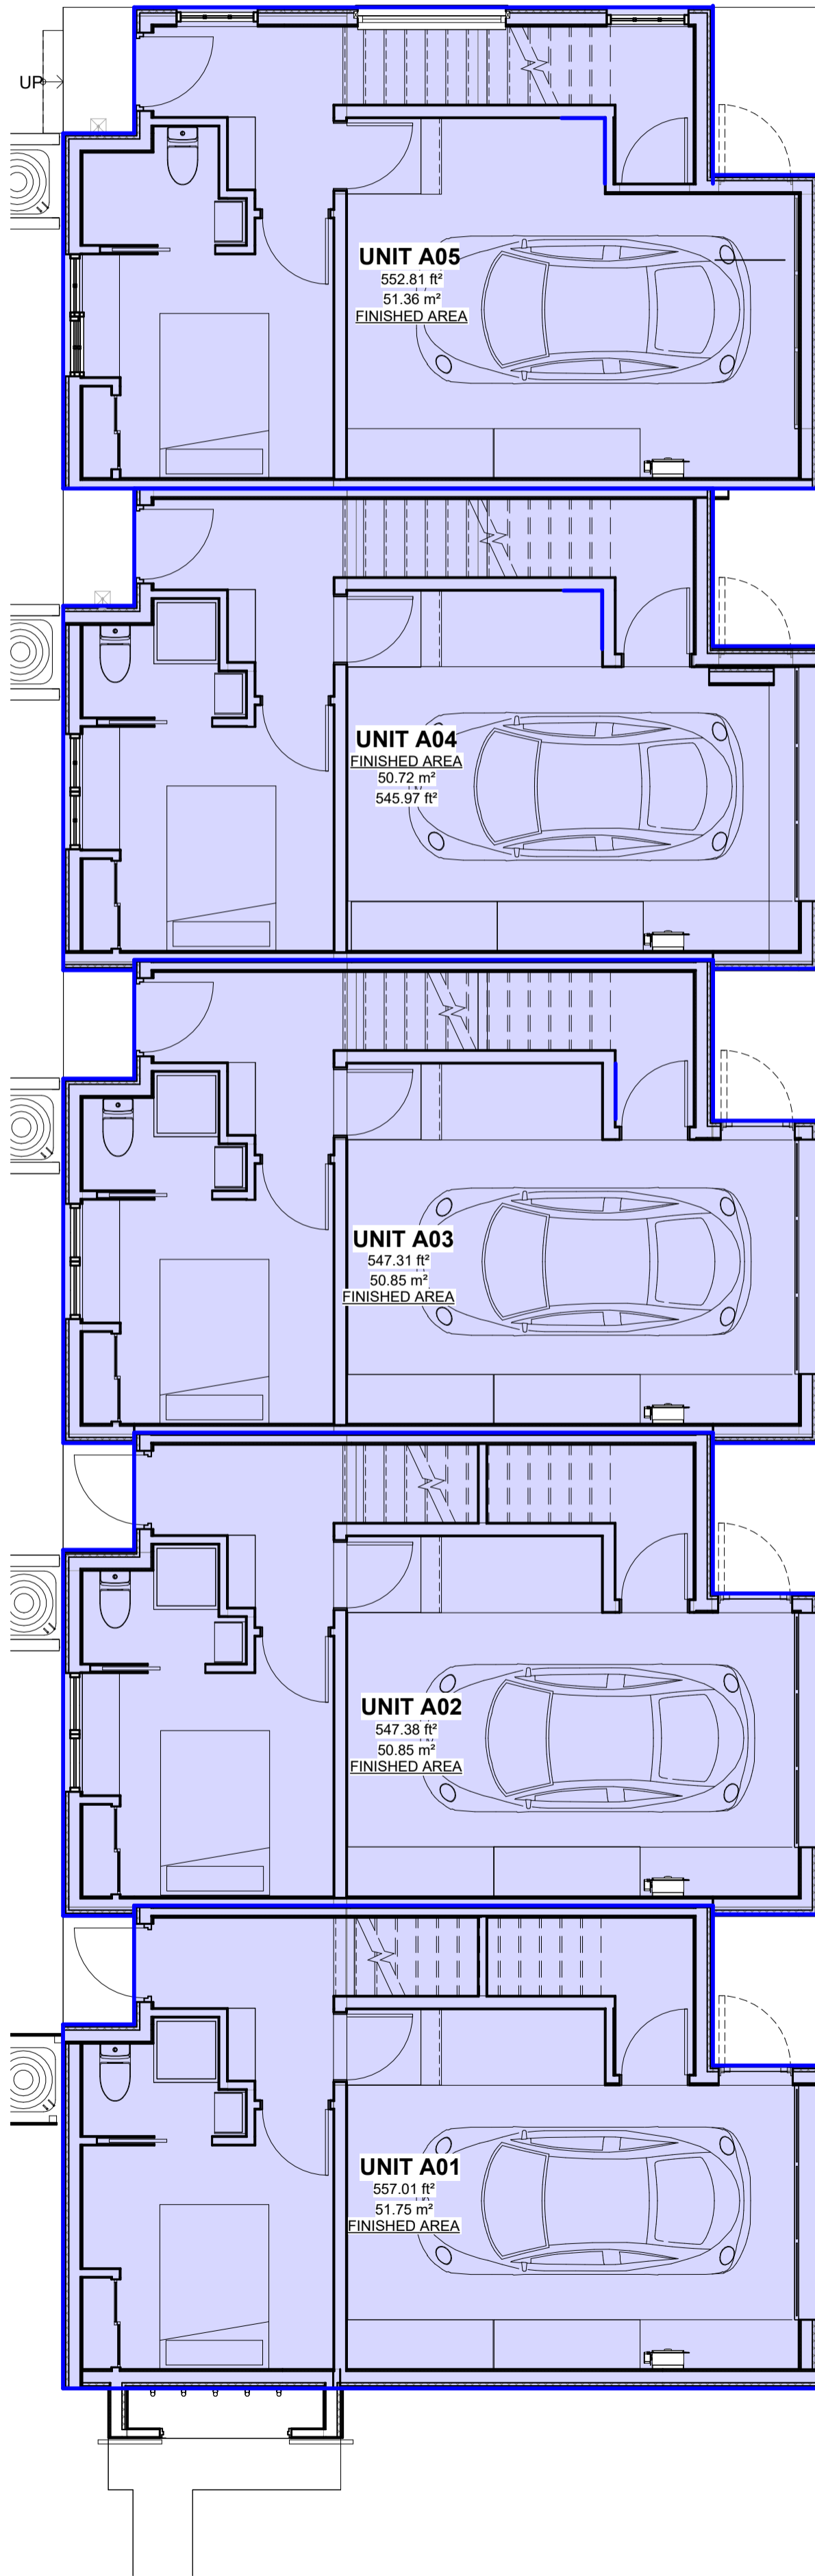 UP
UNIT A05
552.81 ft²
51.36 m²
FINISHED AREA
UNIT A04
FINISHED AREA
50.72 m²
545.97 ft²
UNIT A03
547.31 ft²
50.85 m²
FINISHED AREA
UNIT A02
547.38 ft²
50.85 m²
FINISHED AREA
UNIT A01
557.01 ft²
51.75 m²
FINISHED AREA